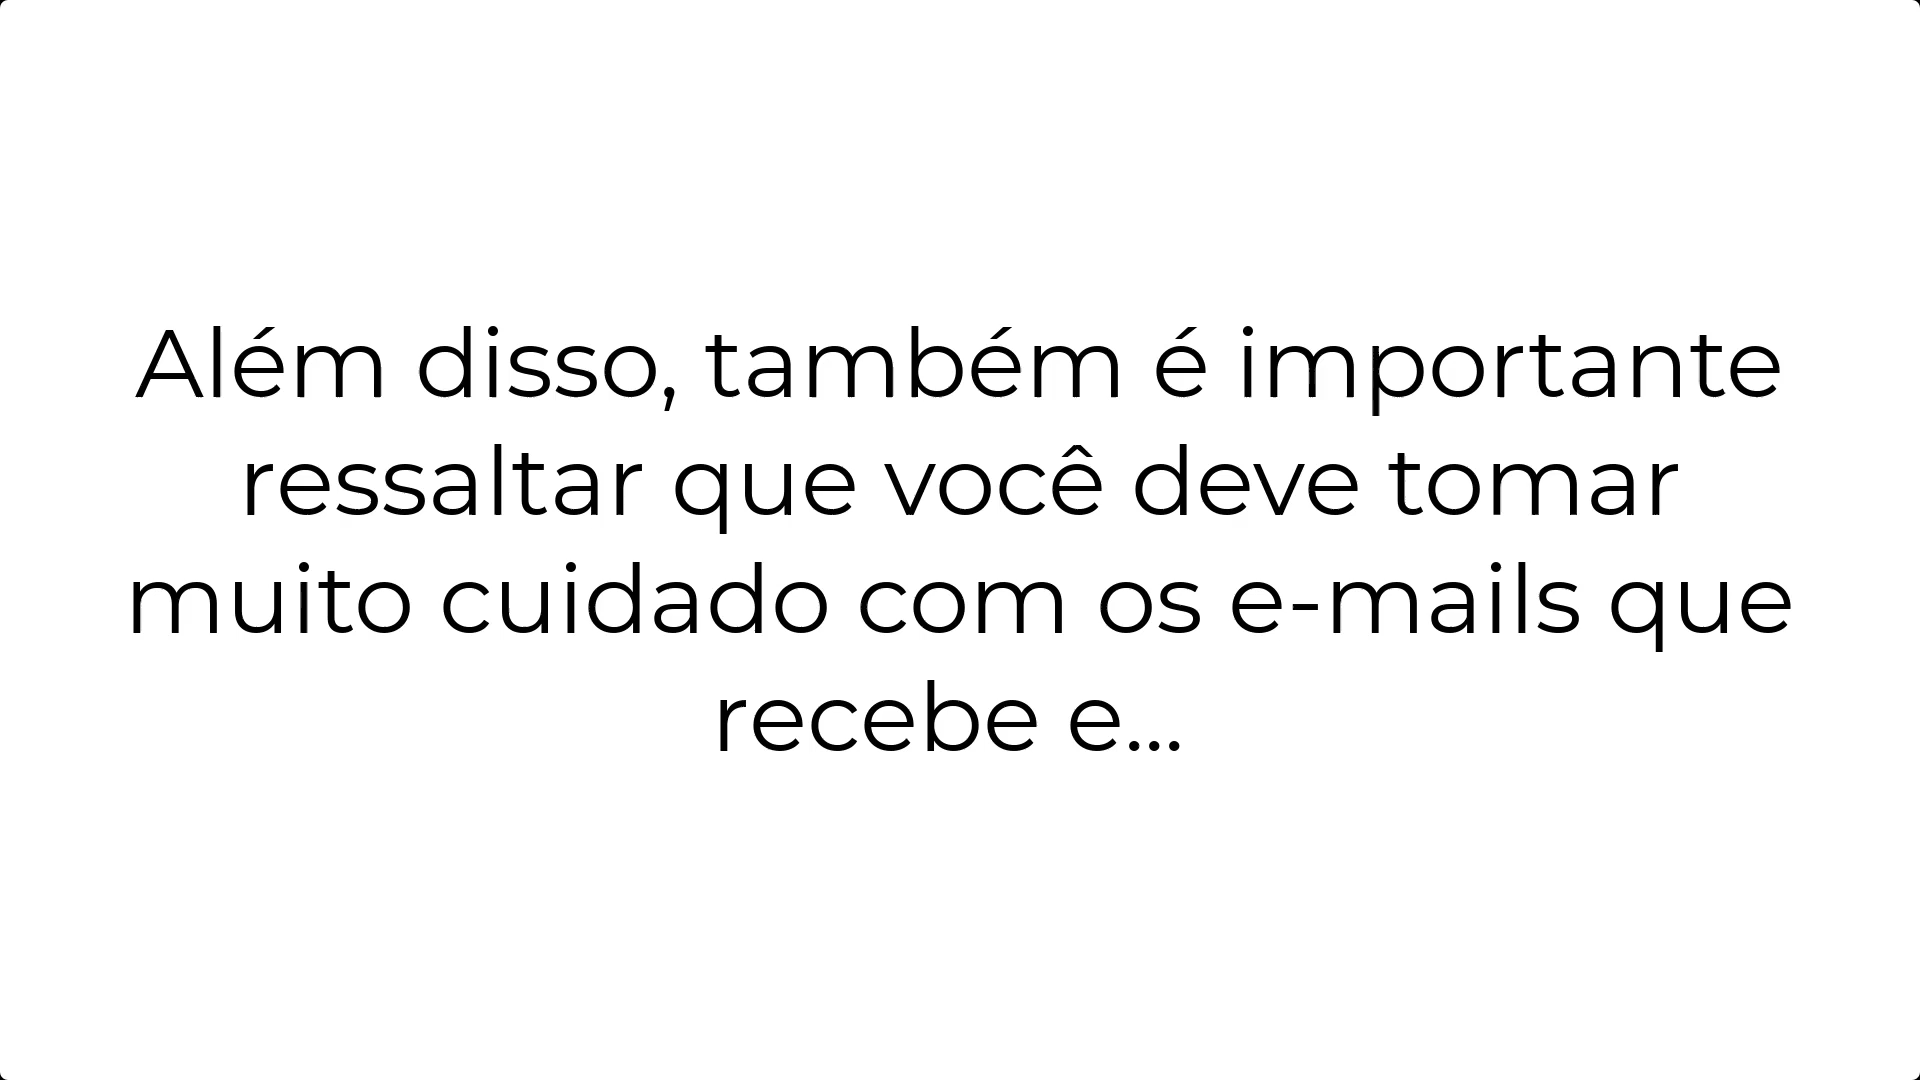 Além disso, também é importante
ressaltar que você deve tomar
muito cuidado com os e-mails que
recebe e...